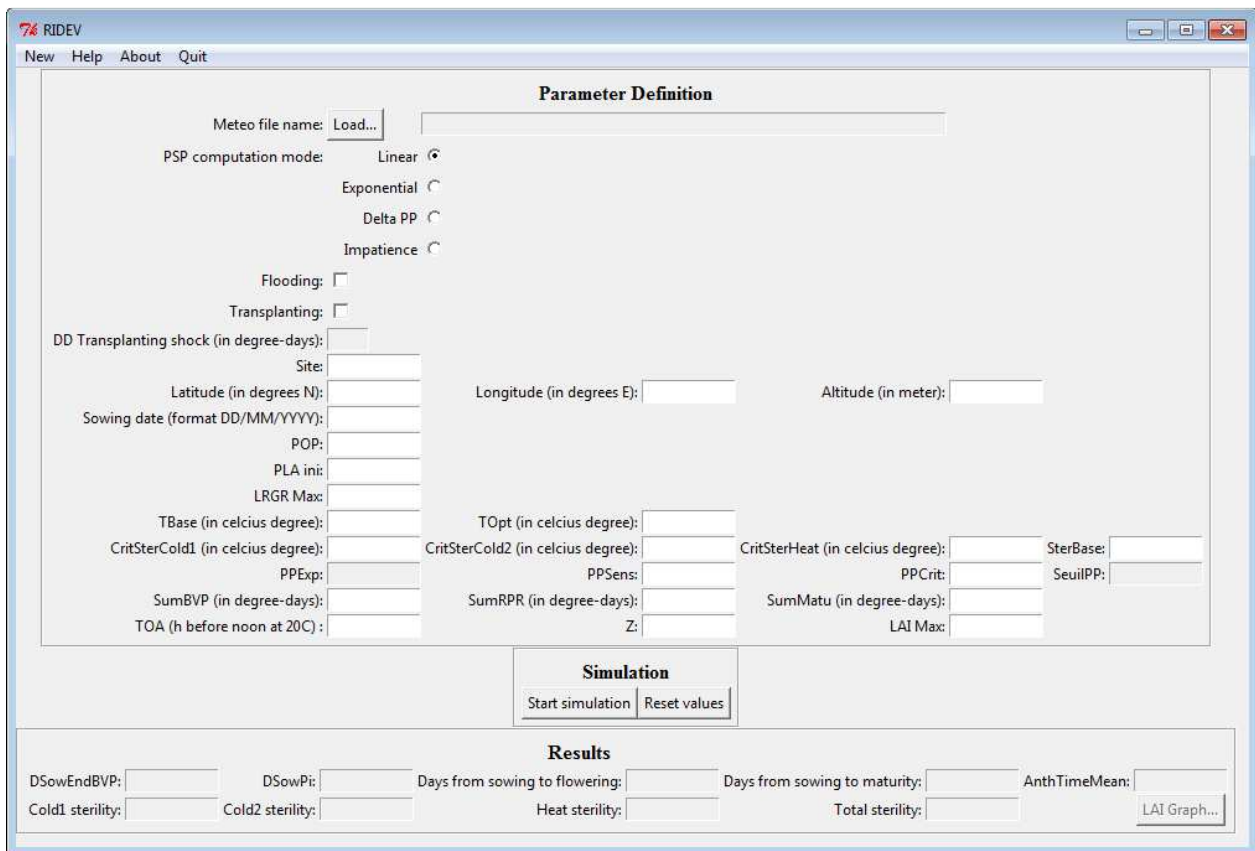 RIDEV
New Help About Quit
Parameter Definition
Meteo file name: Load...
PSP computation mode: Linear
Exponential
Delta PP
Impatience
Flooding:
Transplanting:
DD Transplanting shock (in degree-days):
Site:
Latitude (in degrees N): Longitude (in degrees E): Altitude (in meter):
Sowing date (format DD/MM/YYYY):
POP:
PLA ini:
LRGR Max:
TBase (in celcius degree): TOpt (in celcius degree):
CritSterCold1 (in celcius degree): CritSterCold2 (in celcius degree): CritSterHeat (in celcius degree): SterBase:
PPExp: PPSens: PPCrit: SeuilPP:
SumBVP (in degree-days): SumRPR (in degree-days): SumMatu (in degree-days):
TOA (h before noon at 20C) : Z: LAI Max:
Simulation
Start simulation Reset values
Results
DSowEndBVP: DSowPi: Days from sowing to flowering: Days from sowing to maturity: AnthTimeMean:
Cold1 sterility: Cold2 sterility: Heat sterility: Total sterility: LAI Graph...